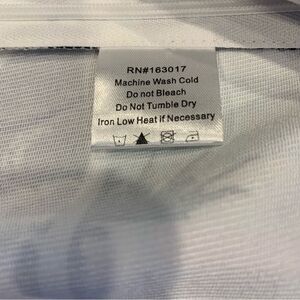 RN#163017
Machine Wash Cold
Do not Bleach
Do Not Tumble Dry
Iron Low Heat if Necessary